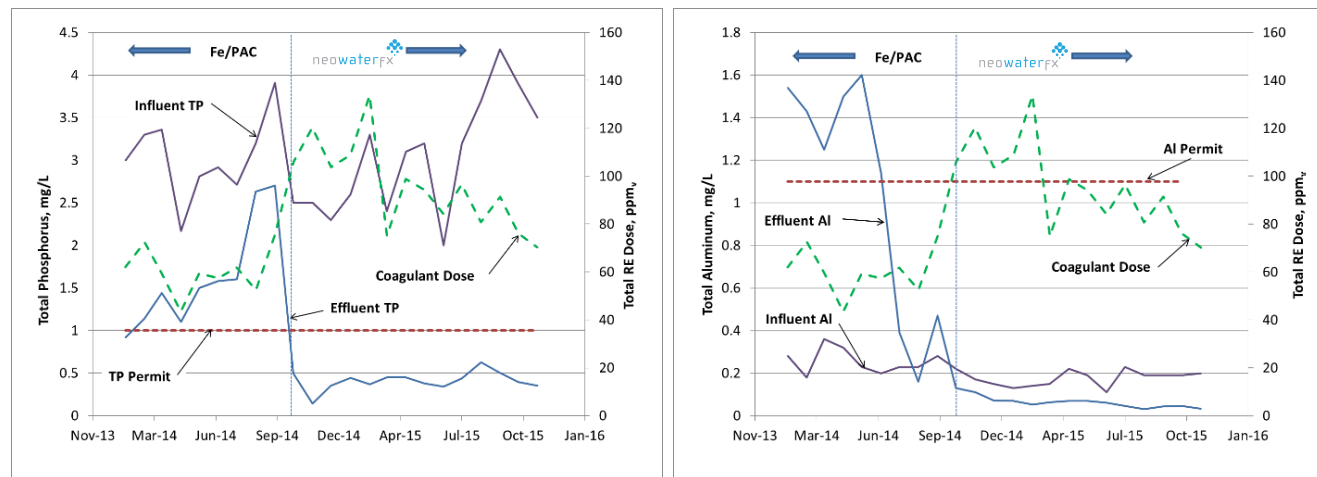 4.5
4
3.5
3
2.5
2
1.5
1
0.5
0
Total Phosphorus, mg/L
160
140
120
100
80
60
40
20
0
Total RE Dose, ppmv
Fe/PAC
neowaterfx
Influent TP
Coagulant Dose
Effluent TP
TP Permit
Nov-13 Mar-14 Jun-14 Sep-14 Dec-14 Apr-15 Jul-15 Oct-15 Jan-16
1.8
1.6
1.4
1.2
1
0.8
0.6
0.4
0.2
0
Total Aluminum, mg/L
160
140
120
100
80
60
40
20
0
Total RE Dose, ppmv
Fe/PAC
neowaterfx
Al Permit
Effluent Al
Coagulant Dose
Influent Al
Nov-13 Mar-14 Jun-14 Sep-14 Dec-14 Apr-15 Jul-15 Oct-15 Jan-16